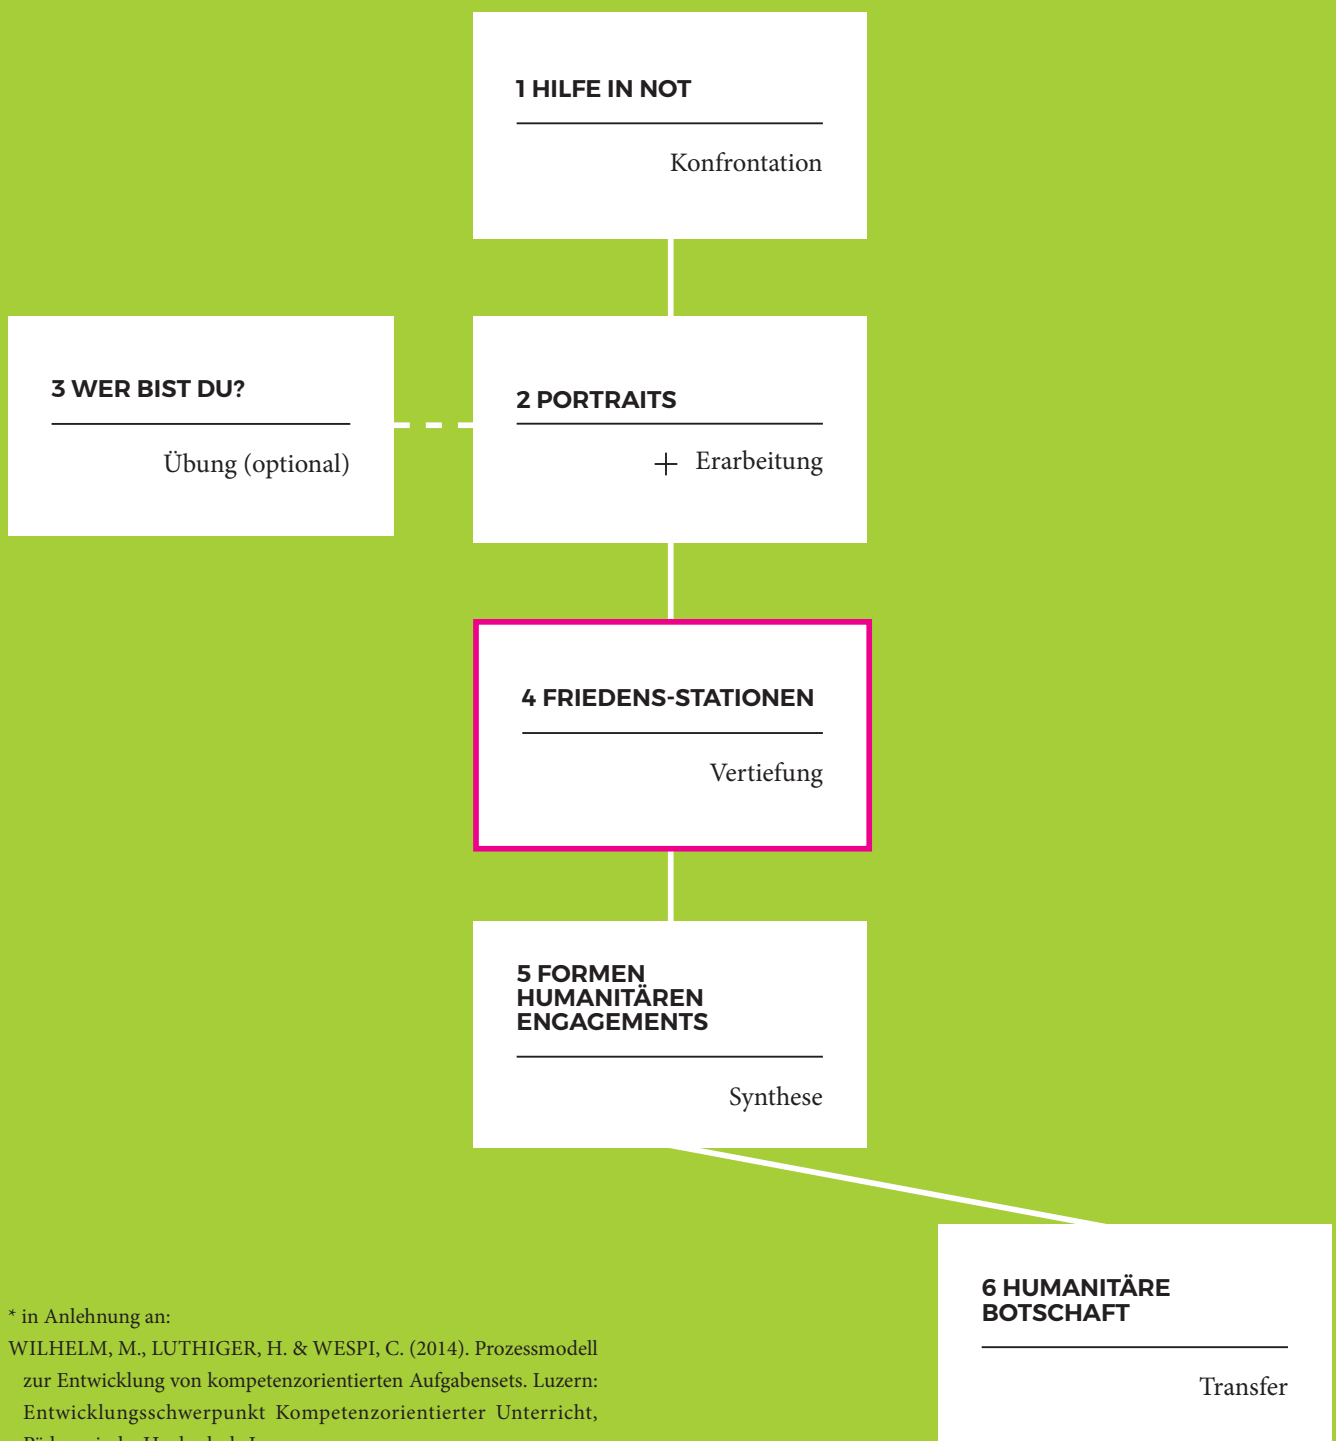 1 HILFE IN NOT
Konfrontation
3 WER BIST DU?
Übung (optional)
2 PORTRAITS
+ Erarbeitung
4 FRIEDENS-STATIONEN
Vertiefung
5 FORMEN
HUMANITÄREN
ENGAGEMENTS
Synthese
6 HUMANITÄRE
BOTSCHAFT
Transfer
* in Anlehnung an:
WILHELM, M., LUTHIGER, H. & WESPI, C. (2014). Prozessmodell
zur Entwicklung von kompetenzorientierten Aufgabensets. Luzern:
Entwicklungsschwerpunkt Kompetenzorientierter Unterricht,